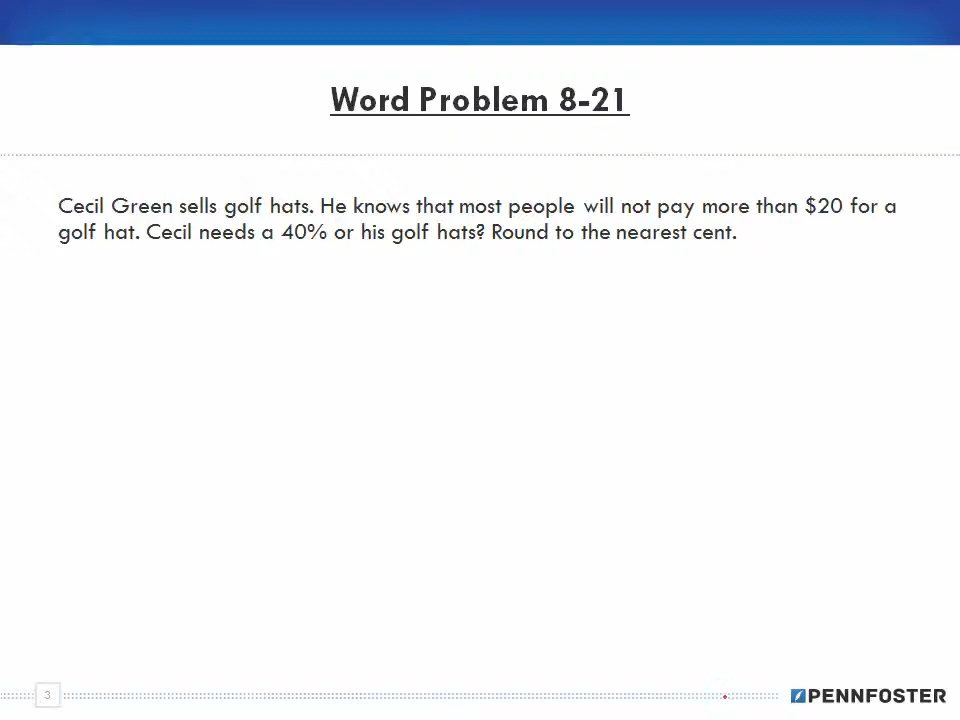 Word Problem 8-21
Cecil Green sells golf hats. He knows that most people will not pay more than $20 for a
golf hat. Cecil needs a 40% or his golf hats? Round to the nearest cent.
3
PENNFOSTER